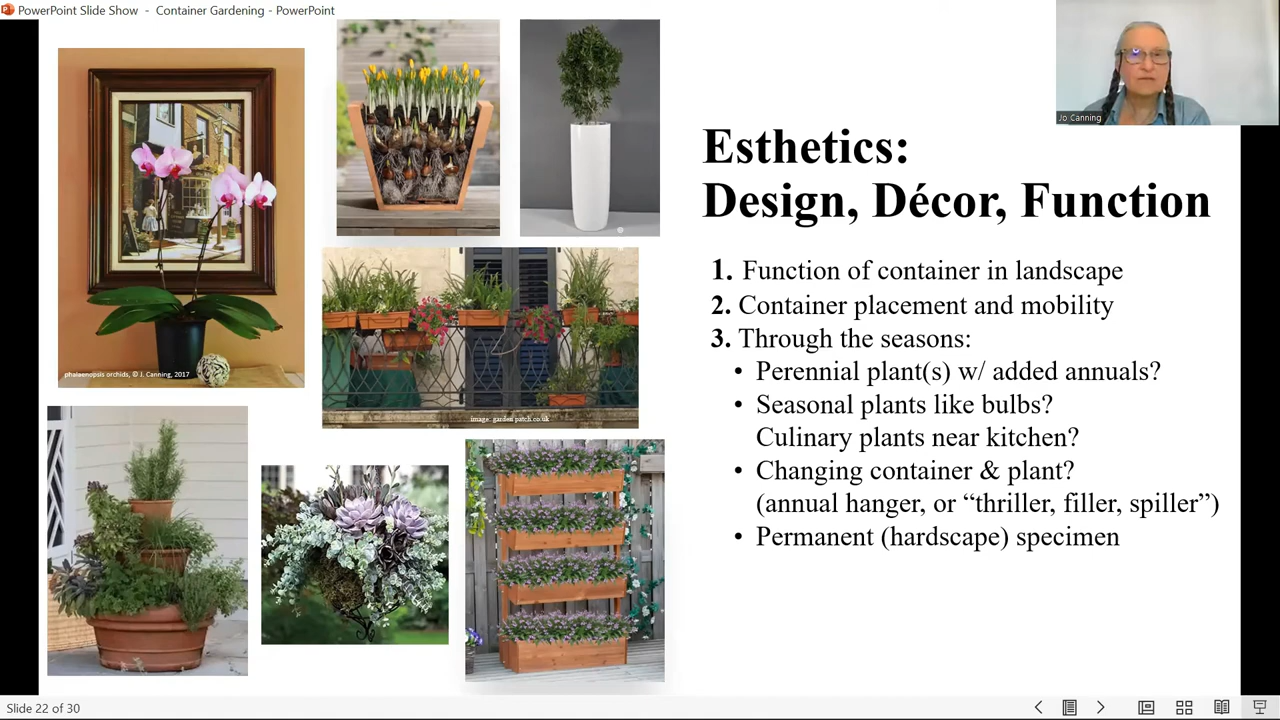 PowerPoint Slide Show - Container Gardening - PowerPoint
Jo Canning
Esthetics:
Design, Décor, Function
1. Function of container in landscape
2. Container placement and mobility
3. Through the seasons:
• Perennial plant(s) w/ added annuals?
• Seasonal plants like bulbs?
Culinary plants near kitchen?
• Changing container & plant?
(annual hanger, or “thriller, filler, spiller”)
• Permanent (hardscape) specimen
phalaenopsis orchids, © J. Canning, 2017
image: garden patch.co.uk
Slide 22 of 30